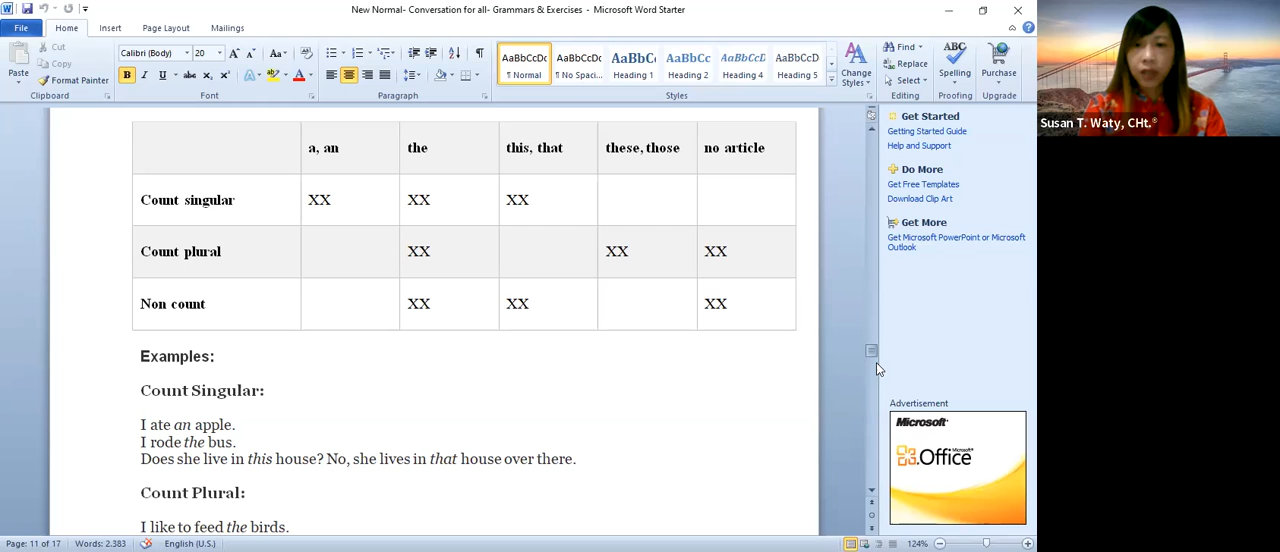 New Normal- Conversation for all- Grammars & Exercises - Microsoft Word Starter
File Home Insert Page Layout Mailings
Paste
Cut
Copy
Format Painter
Clipboard
Calibri (Body) 20
Font
Paragraph
AaBbCcDc AaBbCcDc AaBbCc AaBbCc AaBbCcDd AaBbCcDd
¶ Normal ¶ No Spaci... Heading 1 Heading 2 Heading 4 Heading 5
Styles
Change Styles
Find
Replace
Select
Editing
Spelling
Proofing
Purchase
Upgrade
a, an the this, that these, those no article
Count singular XX XX XX
Count plural XX XX XX
Non count XX XX XX
Examples:
Count Singular:
I ate an apple.
I rode the bus.
Does she live in this house? No, she lives in that house over there.
Count Plural:
I like to feed the birds.
Get Started
Getting Started Guide
Help and Support
Do More
Get Free Templates
Download Clip Art
Get More
Get Microsoft PowerPoint or Microsoft
Outlook
Advertisement
Microsoft
Office
Susan T. Waty, CHt.®
Page: 11 of 17 Words: 2.383 English (U.S.) 124%